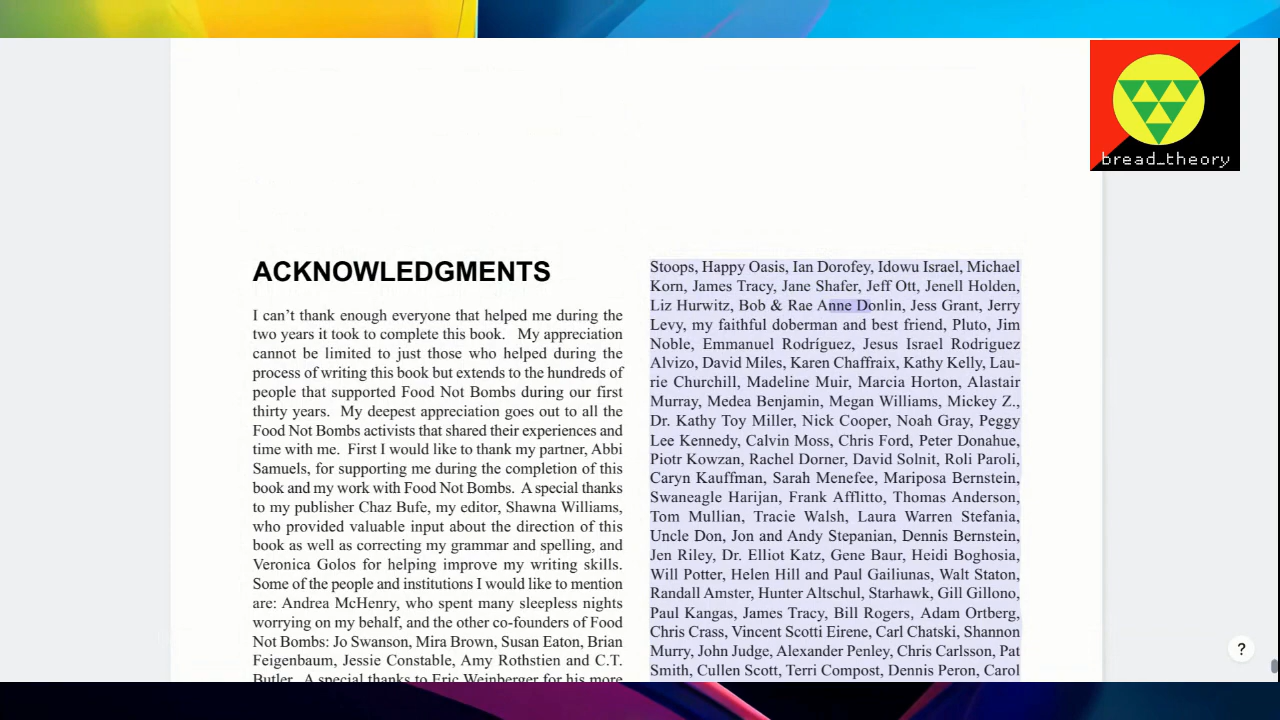 bread_theory
ACKNOWLEDGMENTS
I can't thank enough everyone that helped me during the
two years it took to complete this book. My appreciation
cannot be limited to just those who helped during the
process of writing this book but extends to the hundreds of
people that supported Food Not Bombs during our first
thirty years. My deepest appreciation goes out to all the
Food Not Bombs activists that shared their experiences and
time with me. First I would like to thank my partner, Abbi
Samuels, for supporting me during the completion of this
book and my work with Food Not Bombs. A special thanks
to my publisher Chaz Bufe, my editor, Shawna Williams,
who provided valuable input about the direction of this
book as well as correcting my grammar and spelling, and
Veronica Golos for helping improve my writing skills.
Some of the people and institutions I would like to mention
are: Andrea McHenry, who spent many sleepless nights
worrying on my behalf, and the other co-founders of Food
Not Bombs: Jo Swanson, Mira Brown, Susan Eaton, Brian
Feigenbaum, Jessie Constable, Amy Rothstien and C.T.
Butler. A special thanks to Eric Weinberger for his more
Stoops, Happy Oasis, Ian Dorofey, Idowu Israel, Michael
Korn, James Tracy, Jane Shafer, Jeff Ott, Jenell Holden,
Liz Hurwitz, Bob & Rae Anne Donlin, Jess Grant, Jerry
Levy, my faithful doberman and best friend, Pluto, Jim
Noble, Emmanuel Rodríguez, Jesus Israel Rodriguez
Alvizo, David Miles, Karen Chaffraix, Kathy Kelly, Lau-
rie Churchill, Madeline Muir, Marcia Horton, Alastair
Murray, Medea Benjamin, Megan Williams, Mickey Z.,
Dr. Kathy Toy Miller, Nick Cooper, Noah Gray, Peggy
Lee Kennedy, Calvin Moss, Chris Ford, Peter Donahue,
Piotr Kowzan, Rachel Dorner, David Solnit, Roli Paroli,
Caryn Kauffman, Sarah Menefee, Mariposa Bernstein,
Swaneagle Harijan, Frank Afflitto, Thomas Anderson,
Tom Mullian, Tracie Walsh, Laura Warren Stefania,
Uncle Don, Jon and Andy Stepanian, Dennis Bernstein,
Jen Riley, Dr. Elliot Katz, Gene Baur, Heidi Boghosia,
Will Potter, Helen Hill and Paul Gailiunas, Walt Staton,
Randall Amster, Hunter Altschul, Starhawk, Gill Gillono,
Paul Kangas, James Tracy, Bill Rogers, Adam Ortberg,
Chris Crass, Vincent Scotti Eirene, Carl Chatski, Shannon
Murry, John Judge, Alexander Penley, Chris Carlsson, Pat
Smith, Cullen Scott, Terri Compost, Dennis Peron, Carol
?